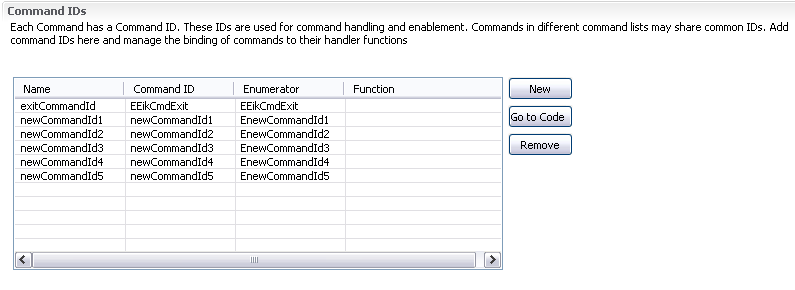 Command IDs
Each Command has a Command ID. These IDs are used for command handling and enablement. Commands in different command lists may share common IDs. Add
command IDs here and manage the binding of commands to their handler functions
Name Command ID Enumerator Function
exitCommandId EEikCmdExit EEikCmdExit
newCommandId1 newCommandId1 EnewCommandId1
newCommandId2 newCommandId2 EnewCommandId2
newCommandId3 newCommandId3 EnewCommandId3
newCommandId4 newCommandId4 EnewCommandId4
newCommandId5 newCommandId5 EnewCommandId5
New
Go to Code
Remove